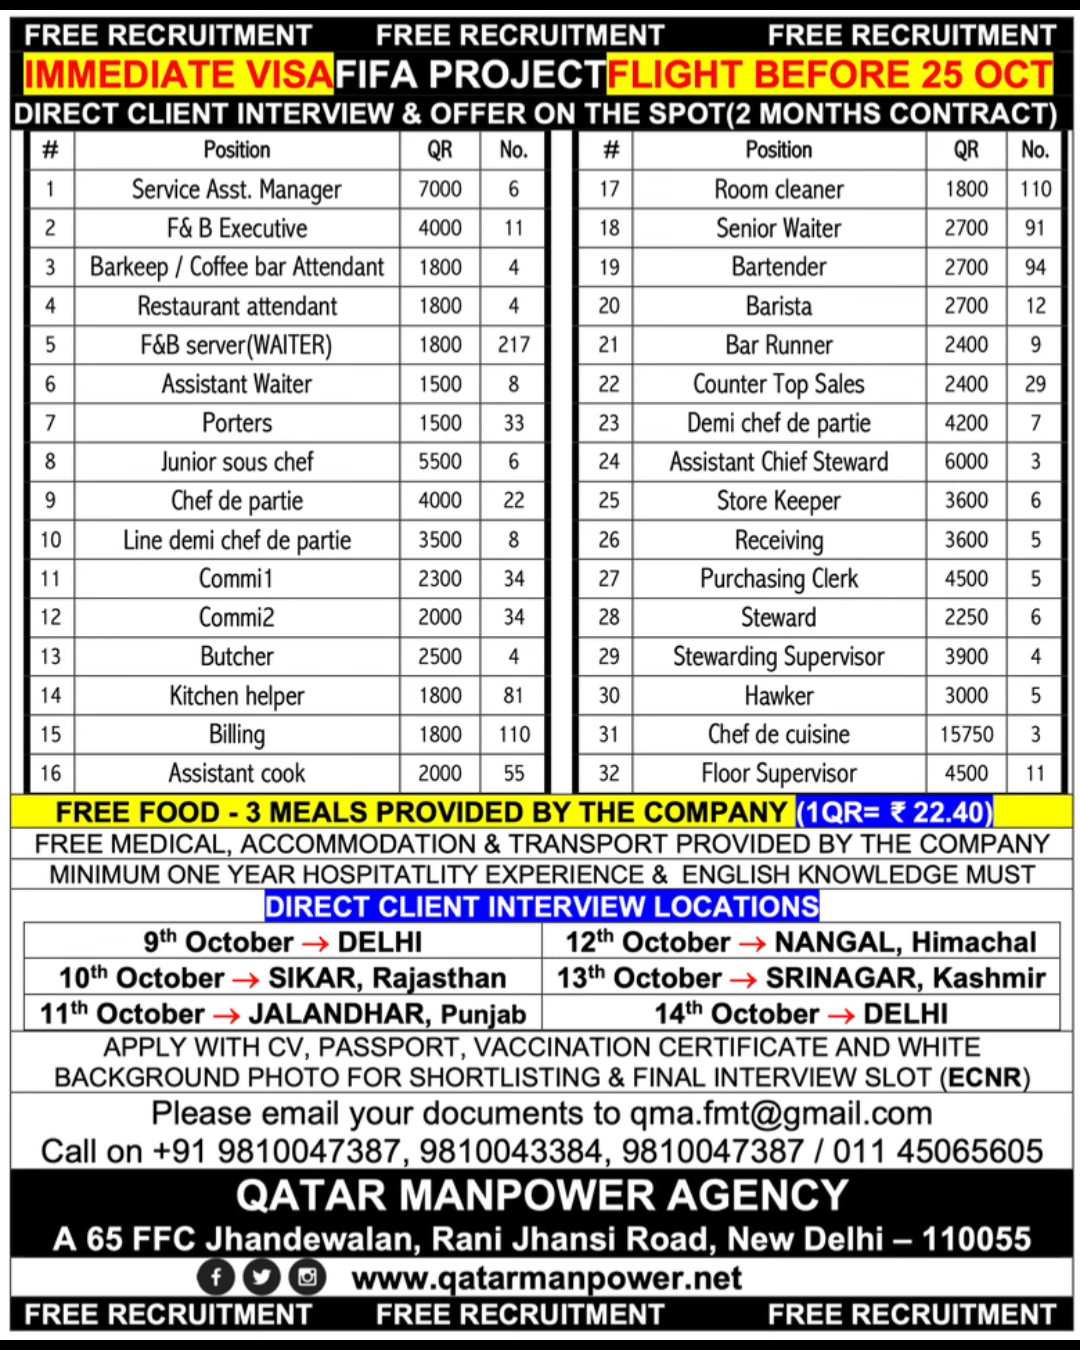 FREE RECRUITMENT FREE RECRUITMENT FREE RECRUITMENT
IMMEDIATE VISA FIFA PROJECT FLIGHT BEFORE 25 OCT
DIRECT CLIENT INTERVIEW & OFFER ON THE SPOT(2 MONTHS CONTRACT)
# Position QR No.
1 Service Asst. Manager 7000 6
2 F& B Executive 4000 11
3 Barkeep / Coffee bar Attendant 1800 4
4 Restaurant attendant 1800 4
5 F&B server(WAITER) 1800 217
6 Assistant Waiter 1500 8
7 Porters 1500 33
8 Junior sous chef 5500 6
9 Chef de partie 4000 22
10 Line demi chef de partie 3500 8
11 Commi1 2300 34
12 Commi2 2000 34
13 Butcher 2500 4
14 Kitchen helper 1800 81
15 Billing 1800 110
16 Assistant cook 2000 55
# Position QR No.
17 Room cleaner 1800 110
18 Senior Waiter 2700 91
19 Bartender 2700 94
20 Barista 2700 12
21 Bar Runner 2400 9
22 Counter Top Sales 2400 29
23 Demi chef de partie 4200 7
24 Assistant Chief Steward 6000 3
25 Store Keeper 3600 6
26 Receiving 3600 5
27 Purchasing Clerk 4500 5
28 Steward 2250 6
29 Stewarding Supervisor 3900 4
30 Hawker 3000 5
31 Chef de cuisine 15750 3
32 Floor Supervisor 4500 11
FREE FOOD - 3 MEALS PROVIDED BY THE COMPANY (1QR= ₹ 22.40)
FREE MEDICAL, ACCOMMODATION & TRANSPORT PROVIDED BY THE COMPANY
MINIMUM ONE YEAR HOSPITATLITY EXPERIENCE & ENGLISH KNOWLEDGE MUST
DIRECT CLIENT INTERVIEW LOCATIONS
9th October → DELHI 12th October → NANGAL, Himachal
10th October → SIKAR, Rajasthan 13th October → SRINAGAR, Kashmir
11th October → JALANDHAR, Punjab 14th October → DELHI
APPLY WITH CV, PASSPORT, VACCINATION CERTIFICATE AND WHITE
BACKGROUND PHOTO FOR SHORTLISTING & FINAL INTERVIEW SLOT (ECNR)
Please email your documents to qma.fmt@gmail.com
Call on +91 9810047387, 9810043384, 9810047387 / 011 45065605
QATAR MANPOWER AGENCY
A 65 FFC Jhandewalan, Rani Jhansi Road, New Delhi – 110055
www.qatarmanpower.net
FREE RECRUITMENT FREE RECRUITMENT FREE RECRUITMENT